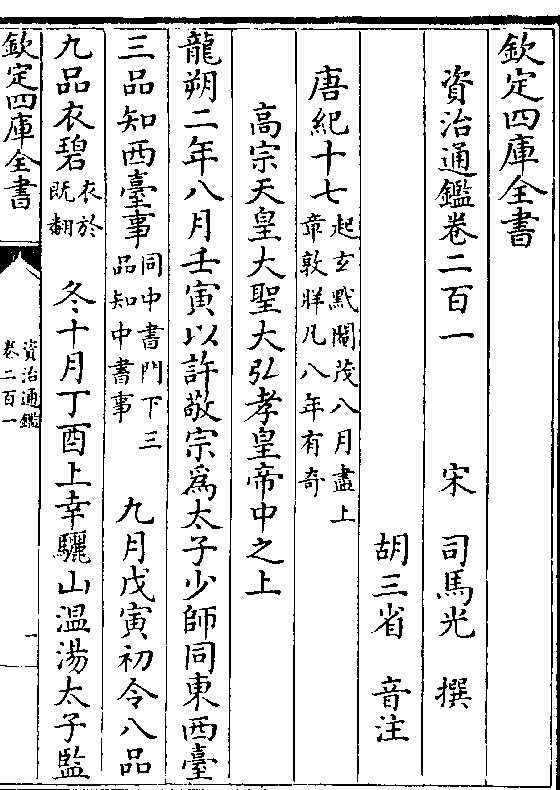 欽定四庫全書
資治通鑑卷二百一
宋 司馬光 撰
胡三省 音注
唐紀十七 起玄黓閹茂八月盡上章敦牂凡八年有奇
高宗天皇大聖大弘孝皇帝中之上
龍朔二年八月壬寅以許敬宗爲太子少師同東西臺
三品知西臺事 同中書門下三品知中書事 九月戊寅初令八品
九品衣碧 衣於既翻 冬十月丁酉上幸驪山温湯太子監
欽定四庫全書
資治通鑑
卷二百一
一